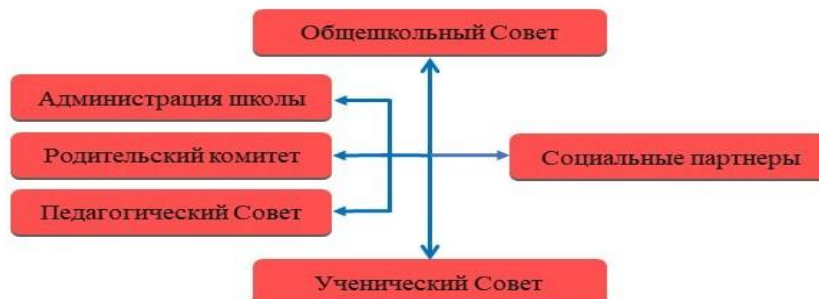 Общешкольный Совет
Администрация школы
Родительский комитет
Социальные партнеры
Педагогический Совет
Ученический Совет